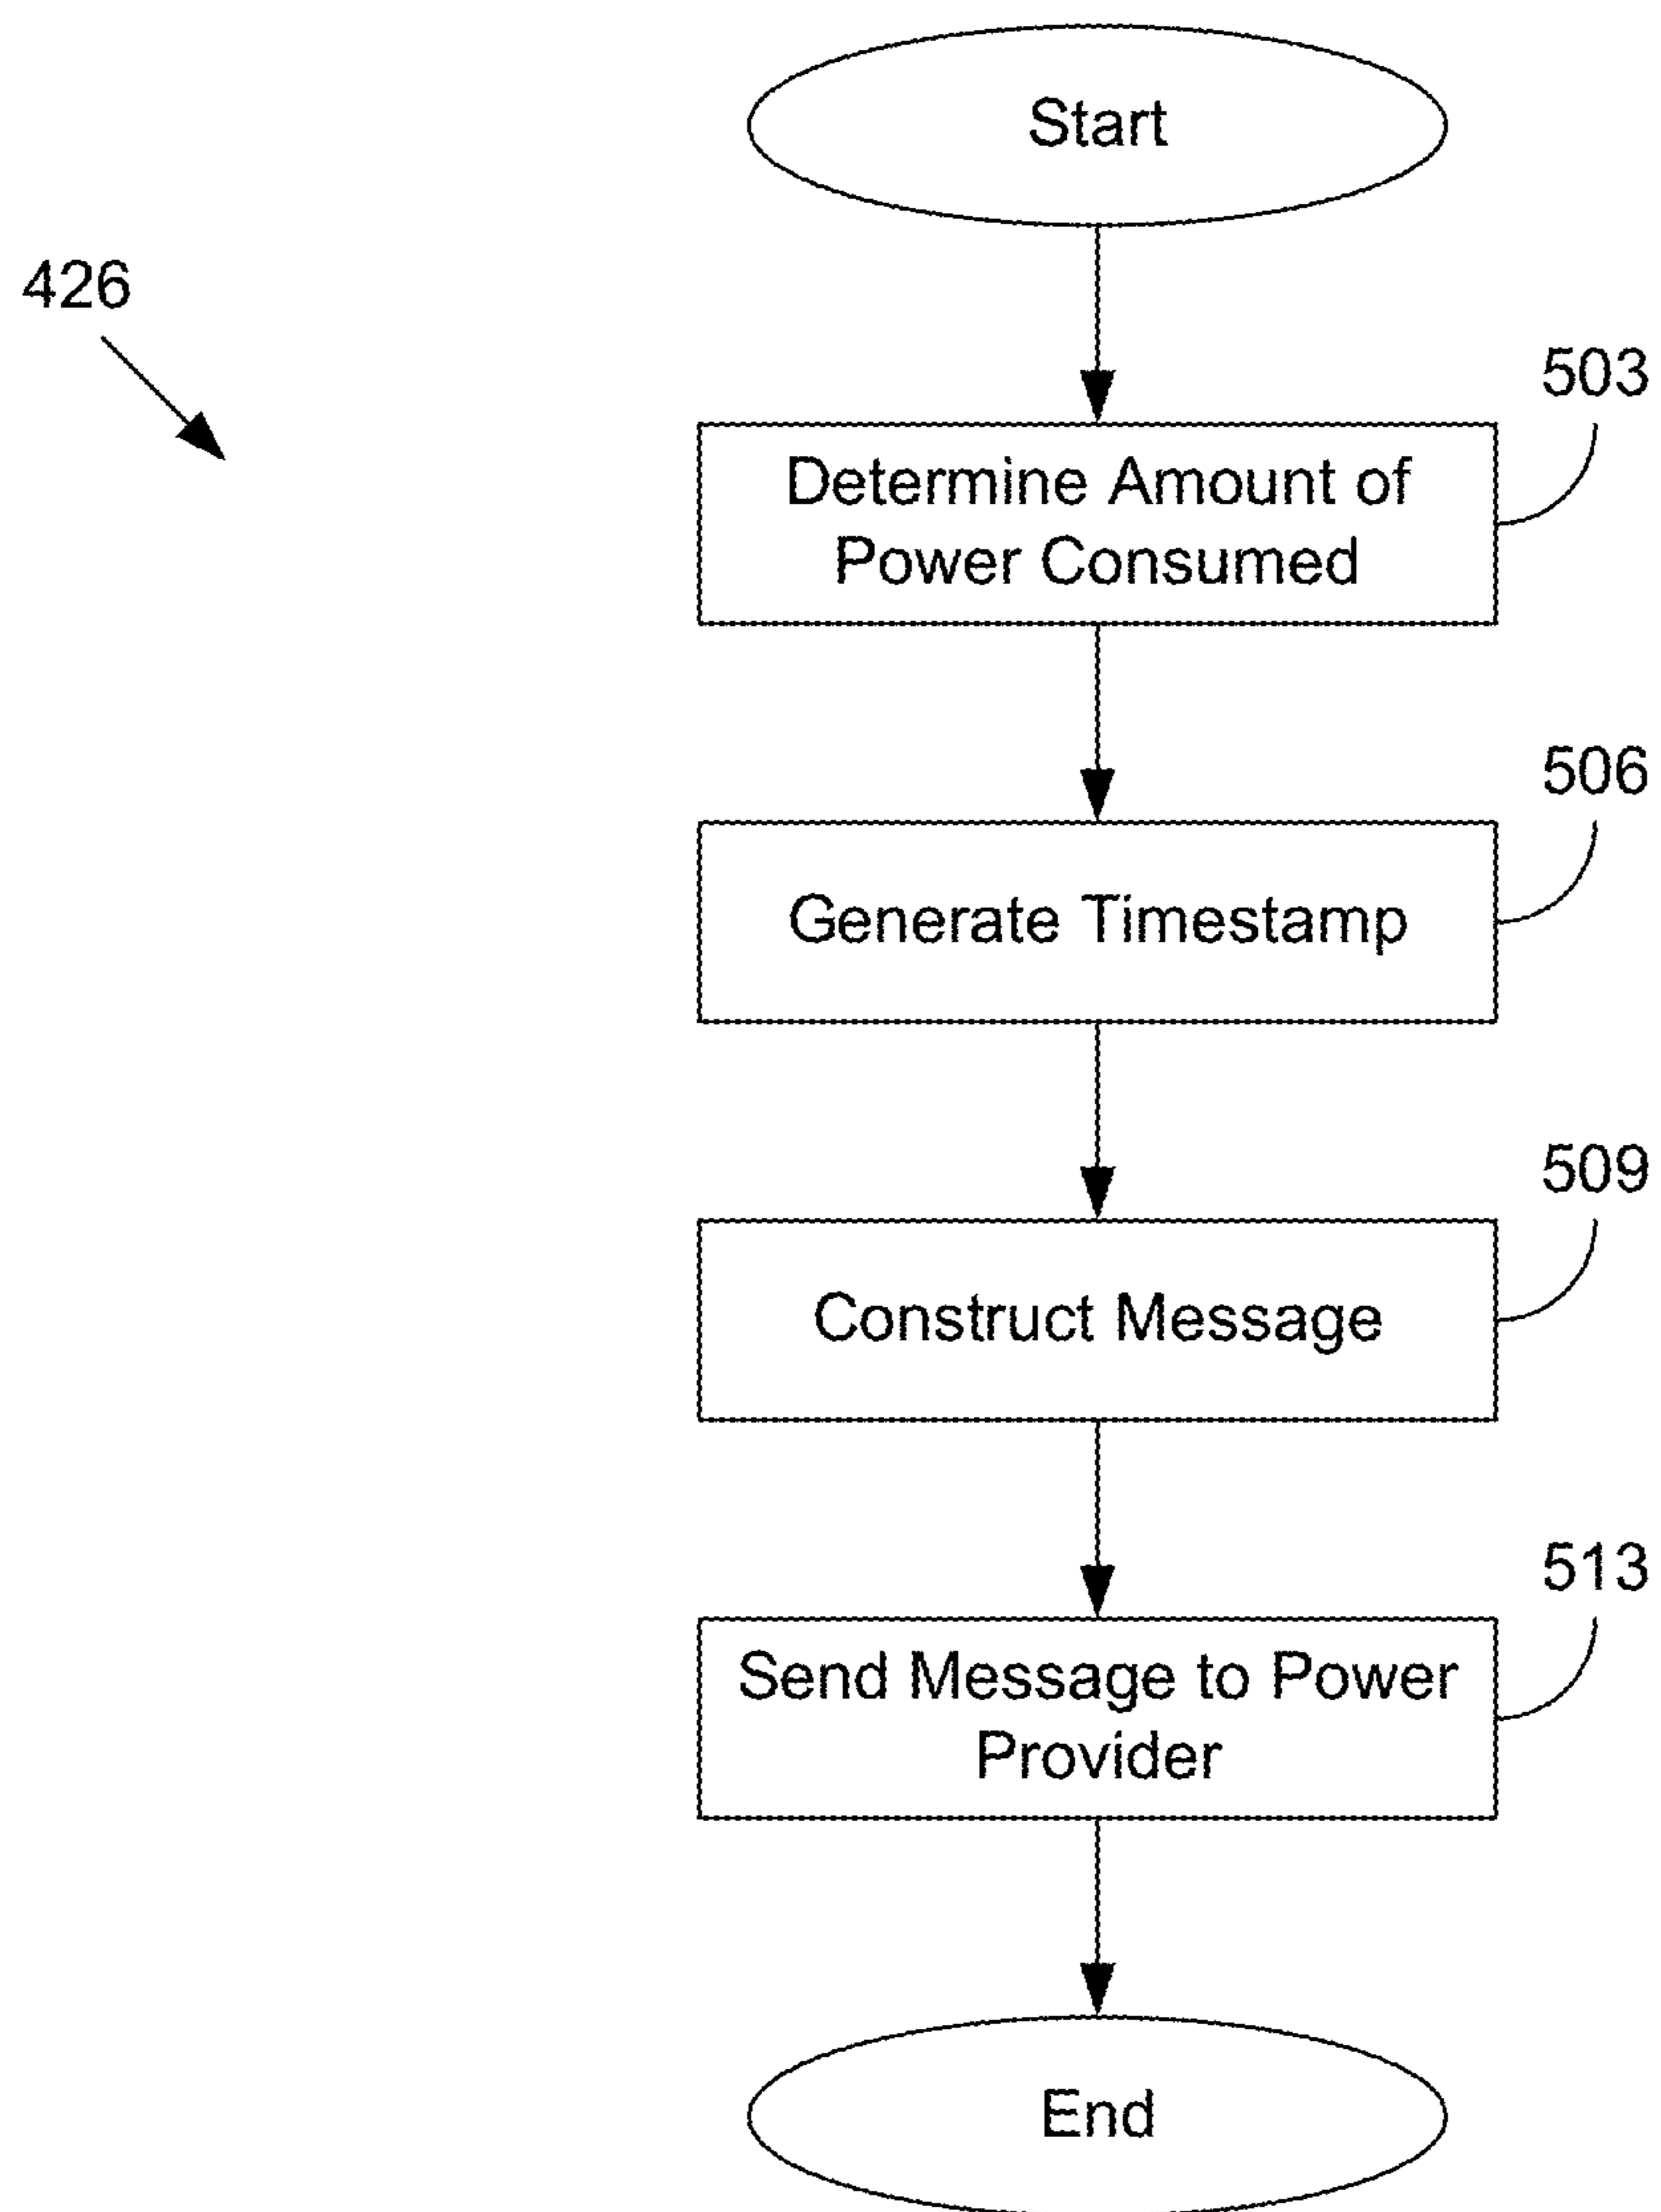 Start
426
503
Determine Amount of
Power Consumed
506
Generate Timestamp
509
Construct Message
513
Send Message to Power
Provider
End